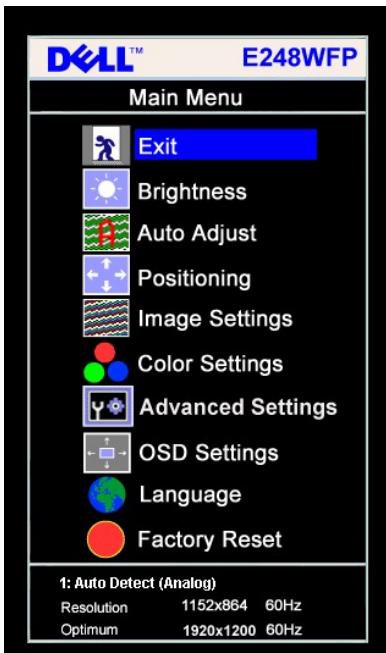 DELL™ E248WFP
Main Menu
Exit
Brightness
Auto Adjust
Positioning
Image Settings
Color Settings
Advanced Settings
OSD Settings
Language
Factory Reset
1: Auto Detect (Analog)
Resolution 1152x864 60Hz
Optimum 1920x1200 60Hz